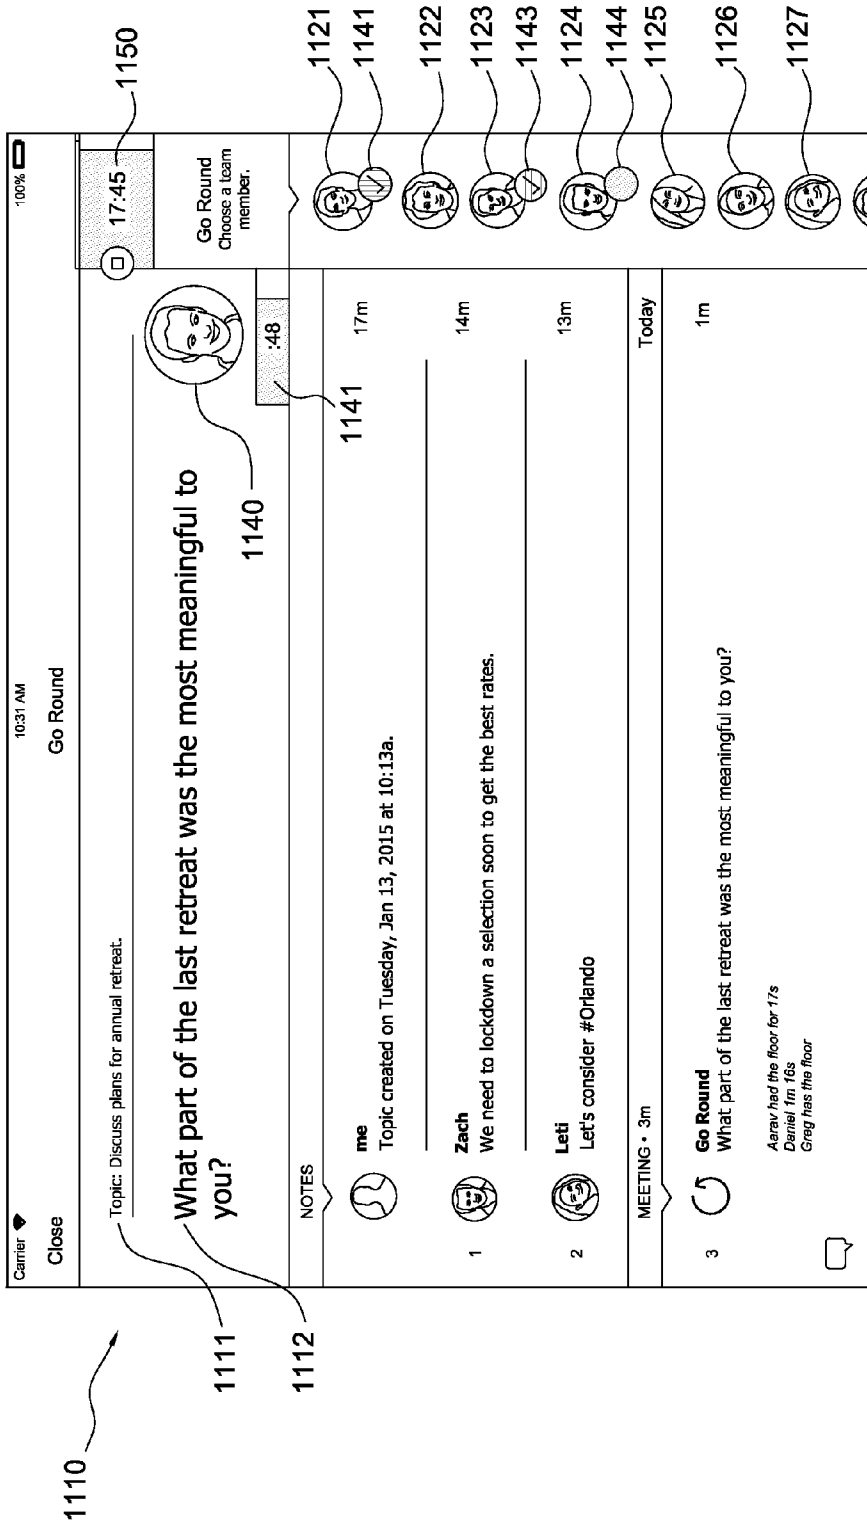 1110
1111
1112
Carrier
10:31 AM
100%
Close
Go Round
Topic: Discuss plans for annual retreat.
17:45
1150
What part of the last retreat was the most meaningful to
you?
1140
:48
1141
Go Round
Choose a team
member.
NOTES
me
Topic created on Tuesday, Jan 13, 2015 at 10:13a.
17m
1
Zach
We need to lockdown a selection soon to get the best rates.
14m
2
Leti
Let's consider #Orlando
13m
MEETING • 3m
Today
3
Go Round
What part of the last retreat was the most meaningful to you?
1m
Aarav had the floor for 17s
Daniel 1m 16s
Greg has the floor
1121
1141
1122
1123
1143
1124
1144
1125
1126
1127